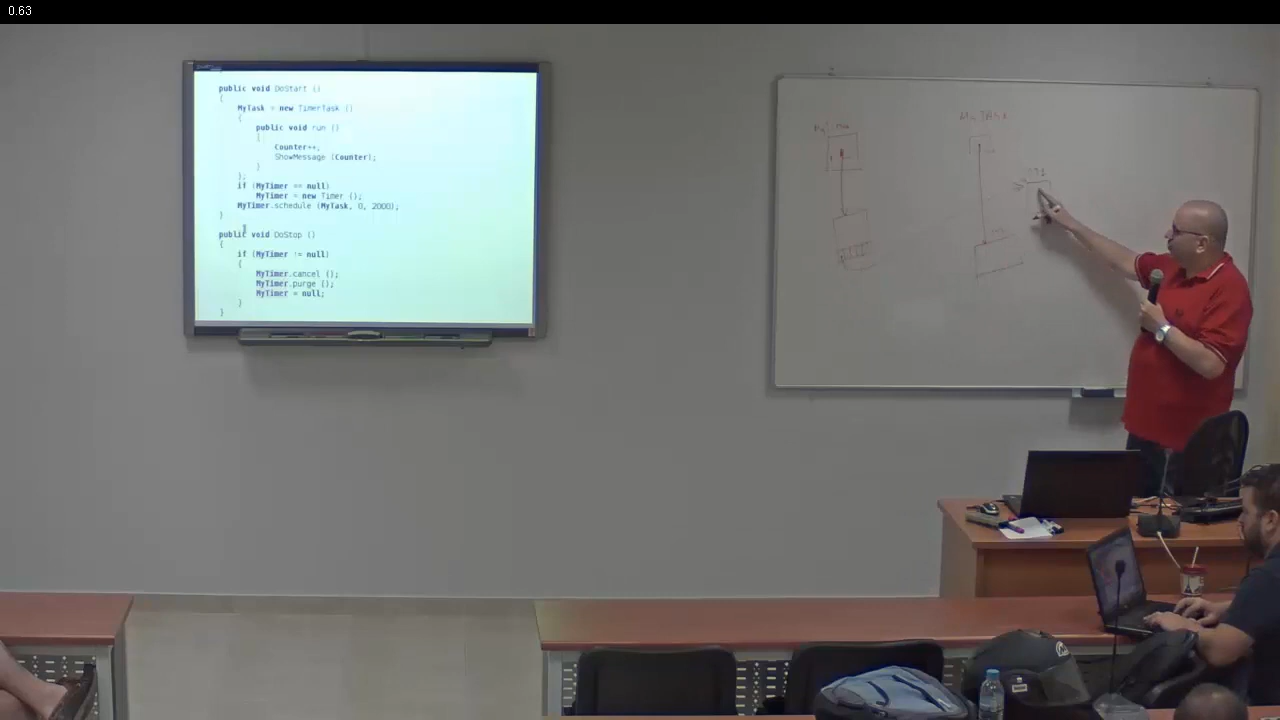 0.63
public void DoStart ()
{
MyTask = new TimerTask ()
{
public void run ()
{
Counter++,
ShowMessage (Counter);
}
};
if (MyTimer == null)
MyTimer = new Timer ();
MyTimer.schedule (MyTask, 0, 2000);
}
public void DoStop ()
{
if (MyTimer != null)
{
MyTimer.cancel ();
MyTimer.purge ();
MyTimer = null;
}
}